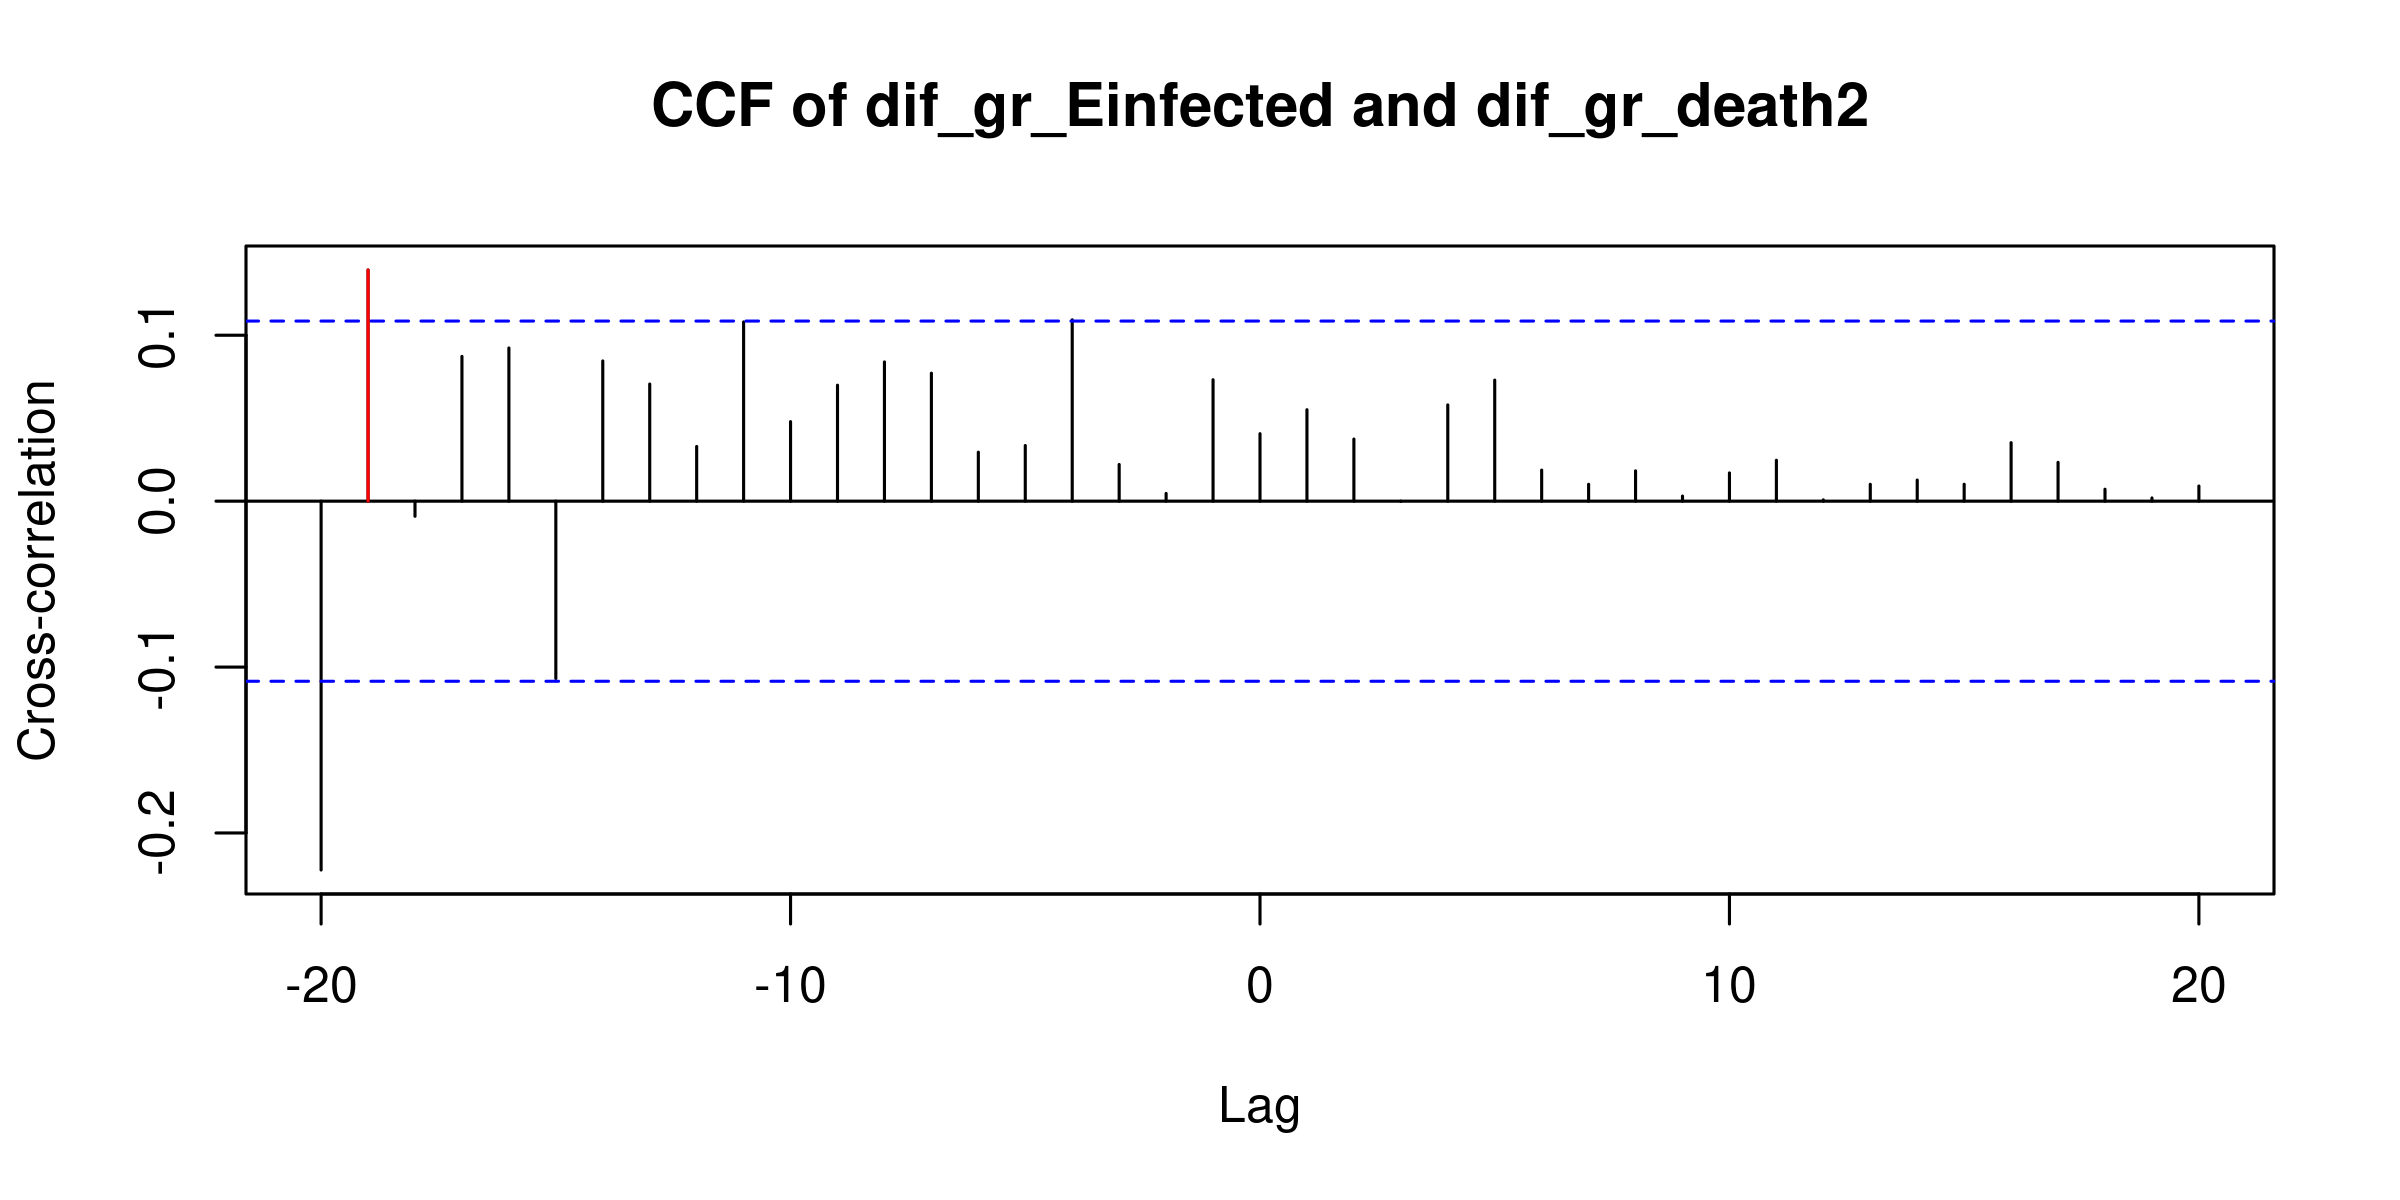 CCF of dif_gr_Einfected and dif_gr_death2
Cross-correlation
0.1
0.0
-0.1
-0.2
-20 -10 0 10 20
Lag